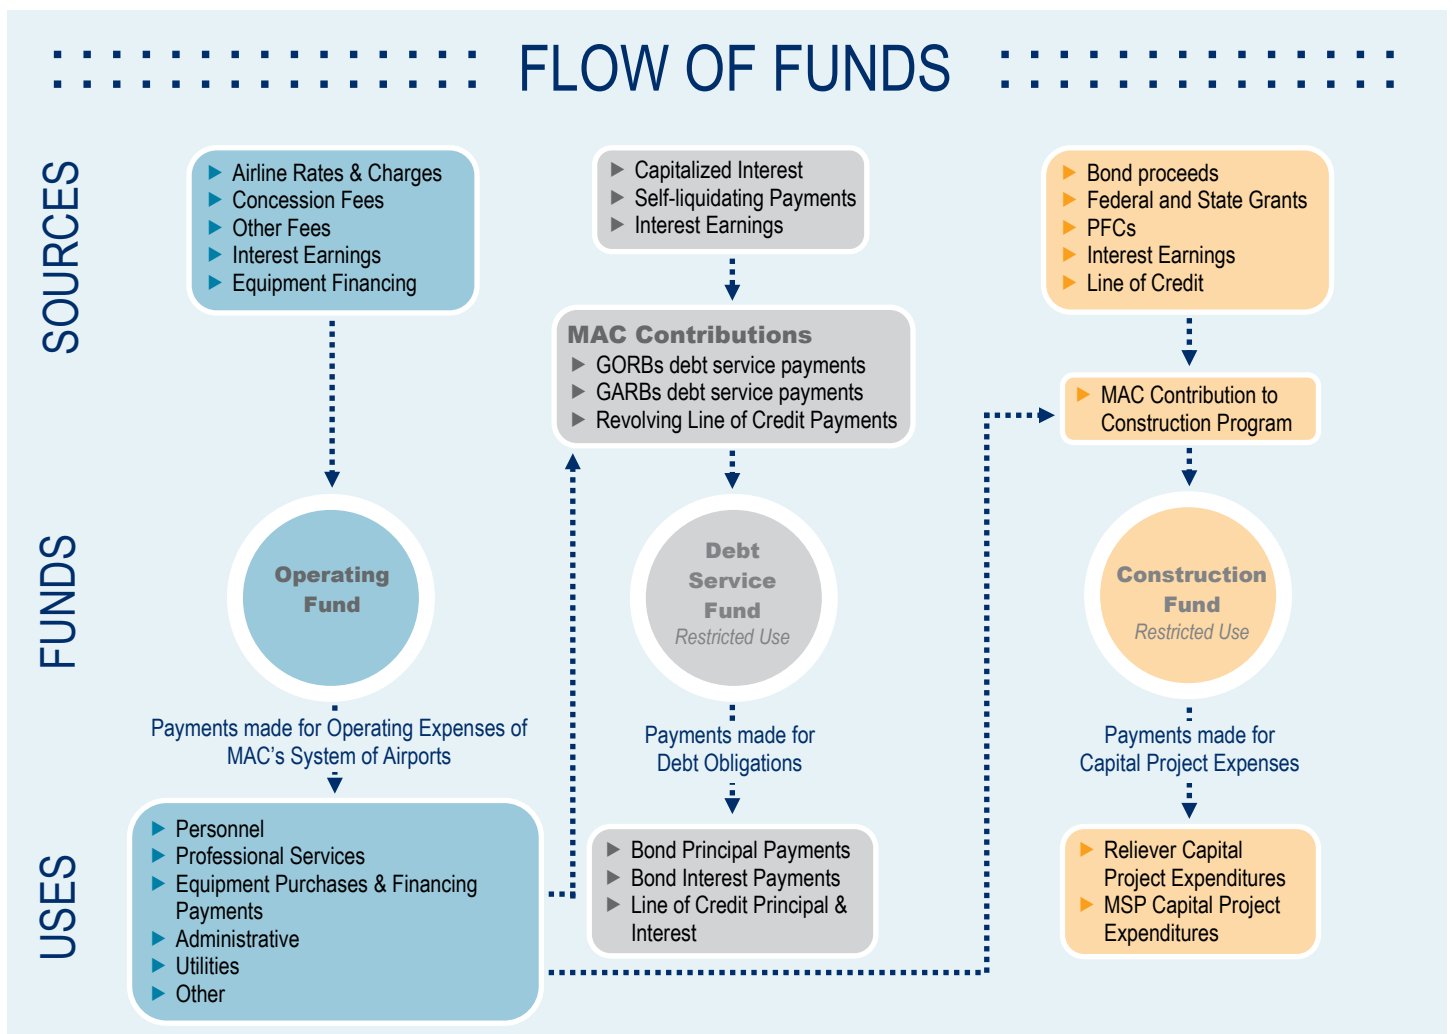 FLOW OF FUNDS
SOURCES
Airline Rates & Charges
Concession Fees
Other Fees
Interest Earnings
Equipment Financing
Capitalized Interest
Self-liquidating Payments
Interest Earnings
MAC Contributions
GORBs debt service payments
GARBs debt service payments
Revolving Line of Credit Payments
Bond proceeds
Federal and State Grants
PFCs
Interest Earnings
Line of Credit
MAC Contribution to
Construction Program
FUNDS
Operating
Fund
Debt
Service
Fund
Restricted Use
Construction
Fund
Restricted Use
Payments made for Operating Expenses of
MAC's System of Airports
Payments made for
Debt Obligations
Payments made for
Capital Project Expenses
USES
Personnel
Professional Services
Equipment Purchases & Financing
Payments
Administrative
Utilities
Other
Bond Principal Payments
Bond Interest Payments
Line of Credit Principal &
Interest
Reliever Capital
Project Expenditures
MSP Capital Project
Expenditures